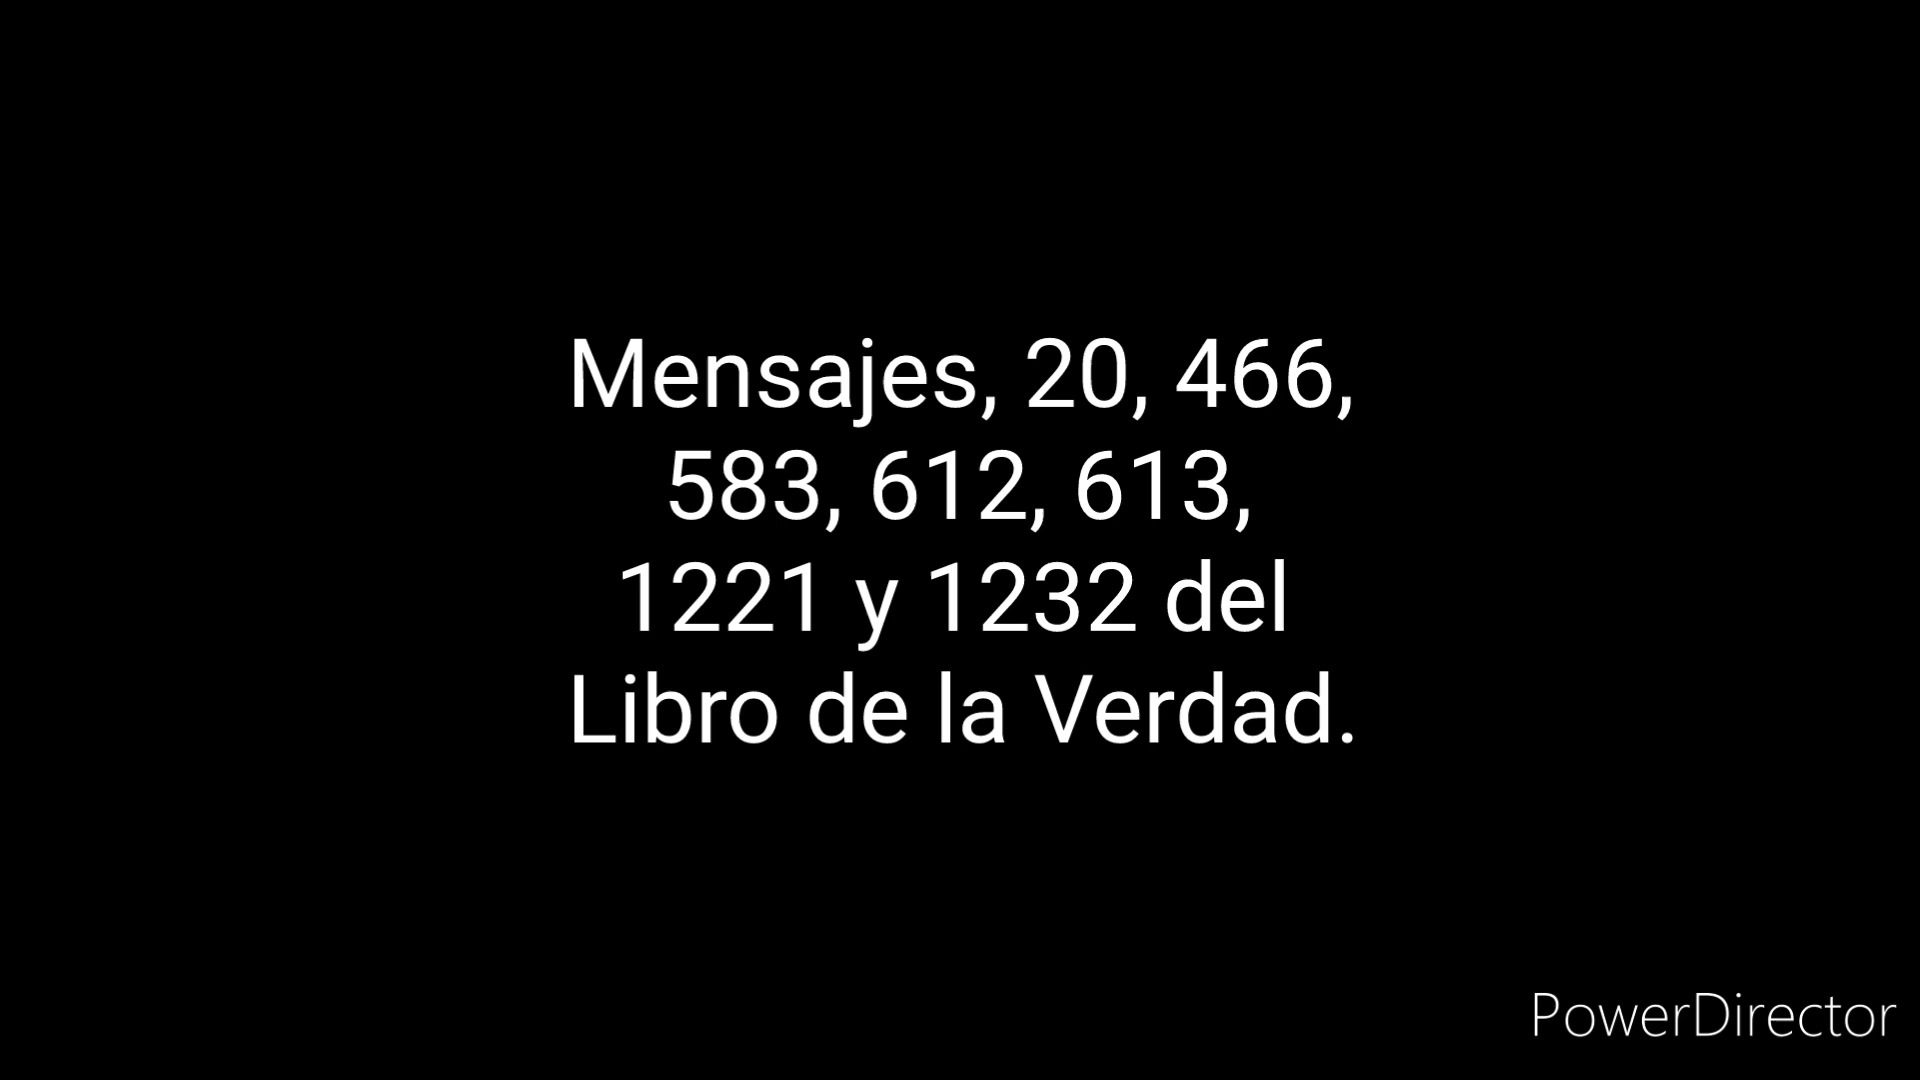 Mensajes, 20, 466,
583, 612, 613,
1221 y 1232 del
Libro de la Verdad.
PowerDirector